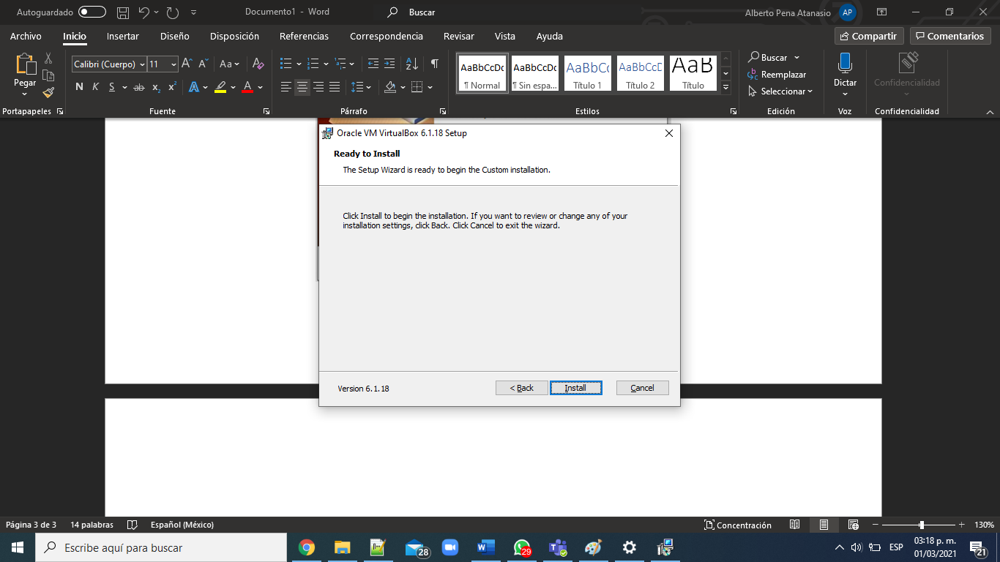 Autoguardado
Documento1 - Word
Buscar
Alberto Pena Atanasio
AP
Archivo Inicio Insertar Diseño Disposición Referencias Correspondencia Revisar Vista Ayuda
Compartir
Comentarios
Pegar
Calibri (Cuerpo) 11
Aa
N K S ab x₂ x² A A
AaBbCcDc AaBbCcDc AaBbCc AaBbCcD AaB
¶ Normal ¶ Sin espa... Título 1 Título 2 Título
Buscar
Reemplazar
Seleccionar
Dictar
Confidencialidad
Portapapeles Fuente Párrafo Estilos Edición Voz Confidencialidad
Oracle VM VirtualBox 6.1.18 Setup
Ready to Install
The Setup Wizard is ready to begin the Custom installation.
Click Install to begin the installation. If you want to review or change any of your
installation settings, click Back. Click Cancel to exit the wizard.
Version 6.1.18
< Back
Install
Cancel
Página 3 de 3
14 palabras
Español (México)
Concentración
130%
Escribe aquí para buscar
28
29
ESP
03:18 p. m.
01/03/2021
21